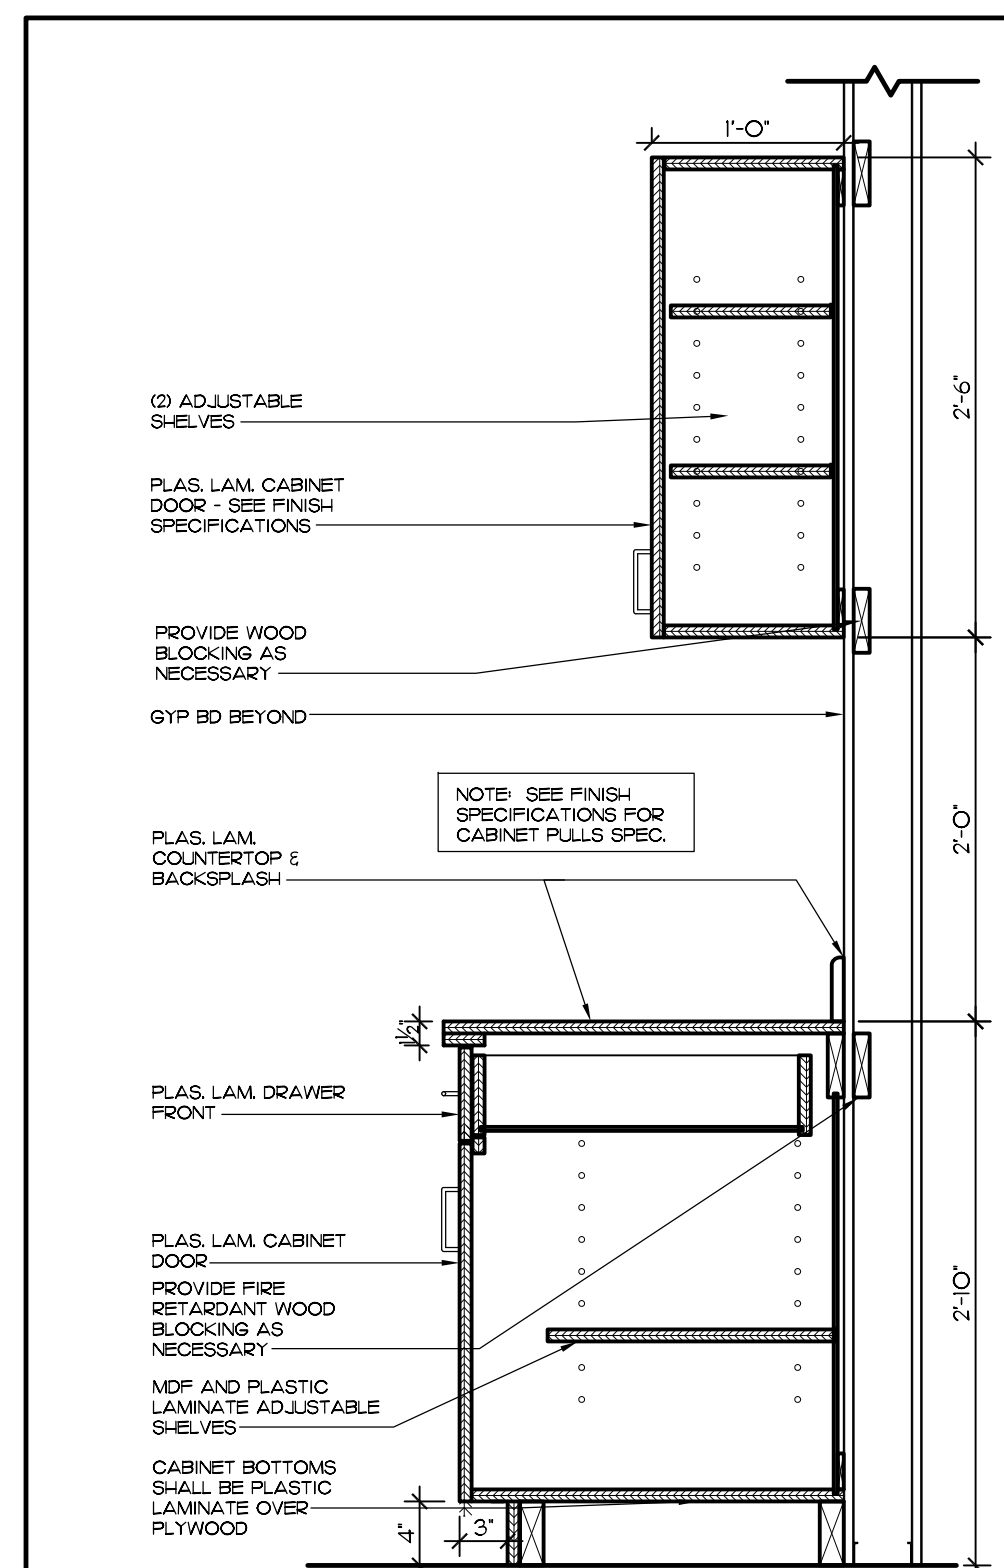 1'-0"
2'-6"
(2) ADJUSTABLE
SHELVES
PLAS. LAM. CABINET
DOOR - SEE FINISH
SPECIFICATIONS
PROVIDE WOOD
BLOCKING AS
NECESSARY
GYP BD BEYOND
NOTE: SEE FINISH
SPECIFICATIONS FOR
CABINET PULLS SPEC.
2'-0"
PLAS. LAM.
COUNTERTOP &
BACKSPLASH
1½"
PLAS. LAM. DRAWER
FRONT
PLAS. LAM. CABINET
DOOR
2'-10"
PROVIDE FIRE
RETARDANT WOOD
BLOCKING AS
NECESSARY
MDF AND PLASTIC
LAMINATE ADJUSTABLE
SHELVES
CABINET BOTTOMS
SHALL BE PLASTIC
LAMINATE OVER
PLYWOOD
4"
3"